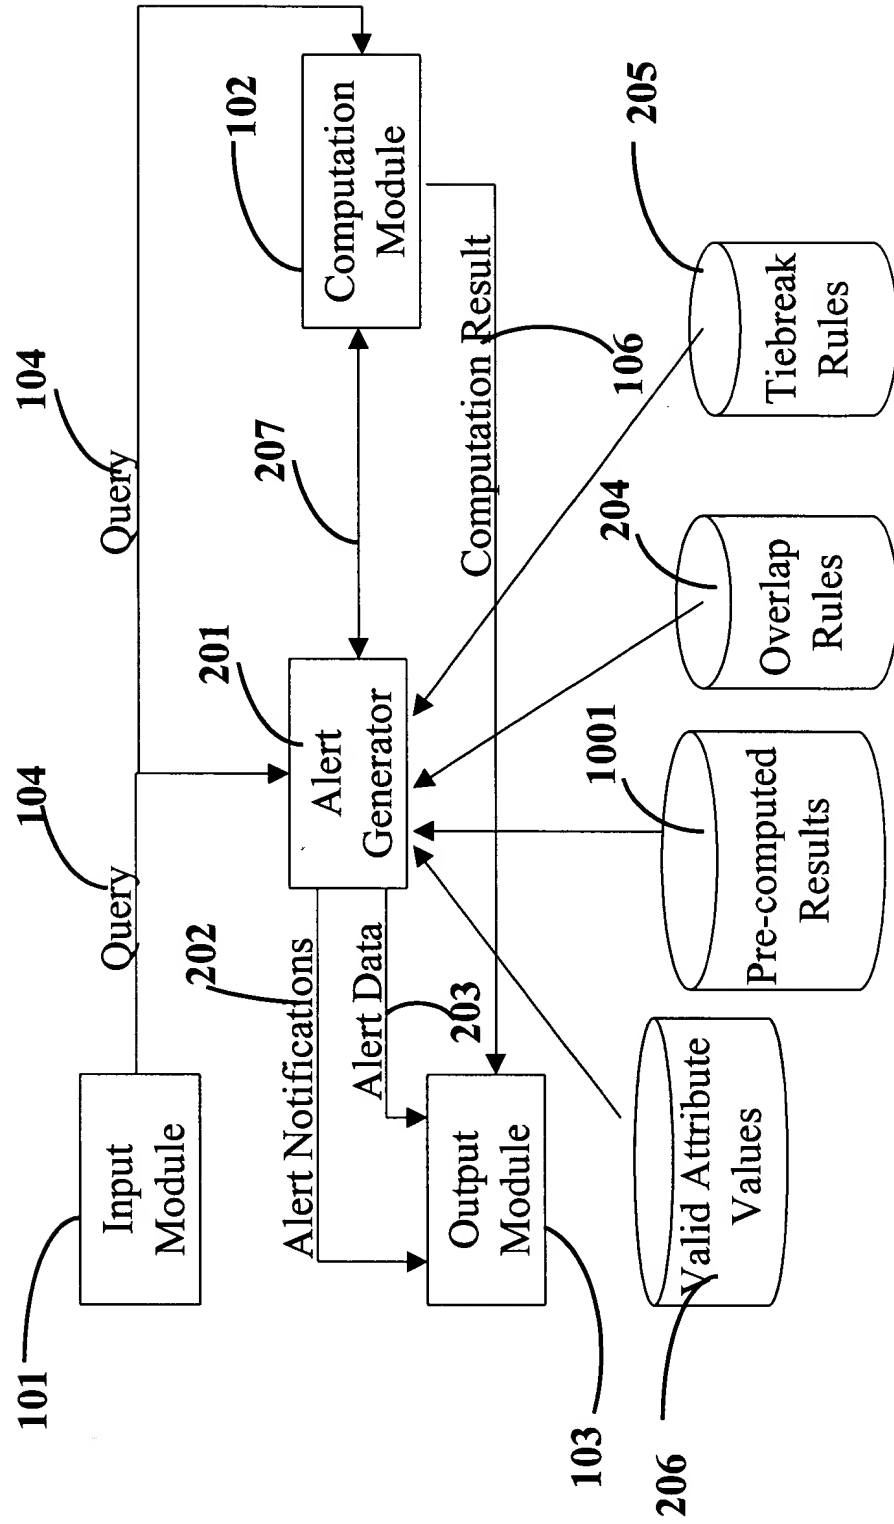 104
Query
104
Query
101
Input
Module
201
Alert
Generator
207
102
Computation
Module
202
Alert Notifications
Alert Data
203
Computation Result
106
Output
Module
103
206
Valid Attribute
Values
1001
Pre-computed
Results
204
Overlap
Rules
205
Tiebreak
Rules